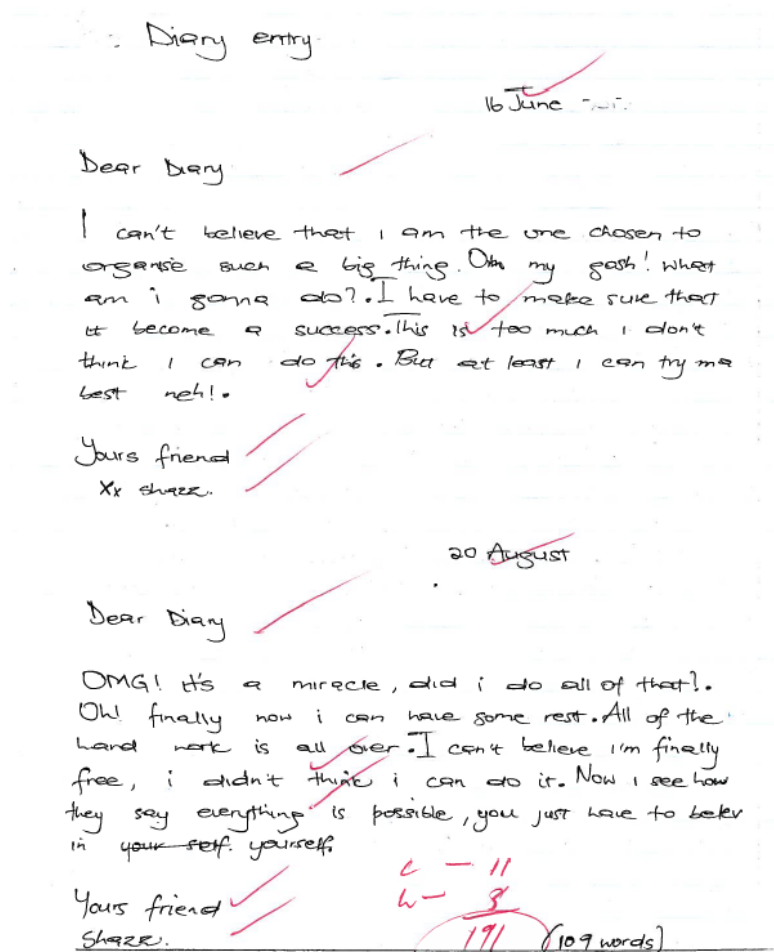 Diary entry
16 June
Dear Diary
I can't believe that i am the one chosen to
organise such a big thing. Ohh my gosh! what
am i gonna do?. I have to make sure that
it become a success. This is too much i don't
think i can do this. But at least i can try ma
best neh!.
Yours friend
Xx shazz.
20 August
Dear Diary
OMG! it's a miracle, did i do all of that!.
Oh! finally now i can have some rest. All of the
hard work is all over. I can't believe i'm finally
free, i didn't think i can do it. Now i see how
they say everything is possible, you just have to
in your self. yourself.
c - 11
Yours friend
Shazz.
(109 words)